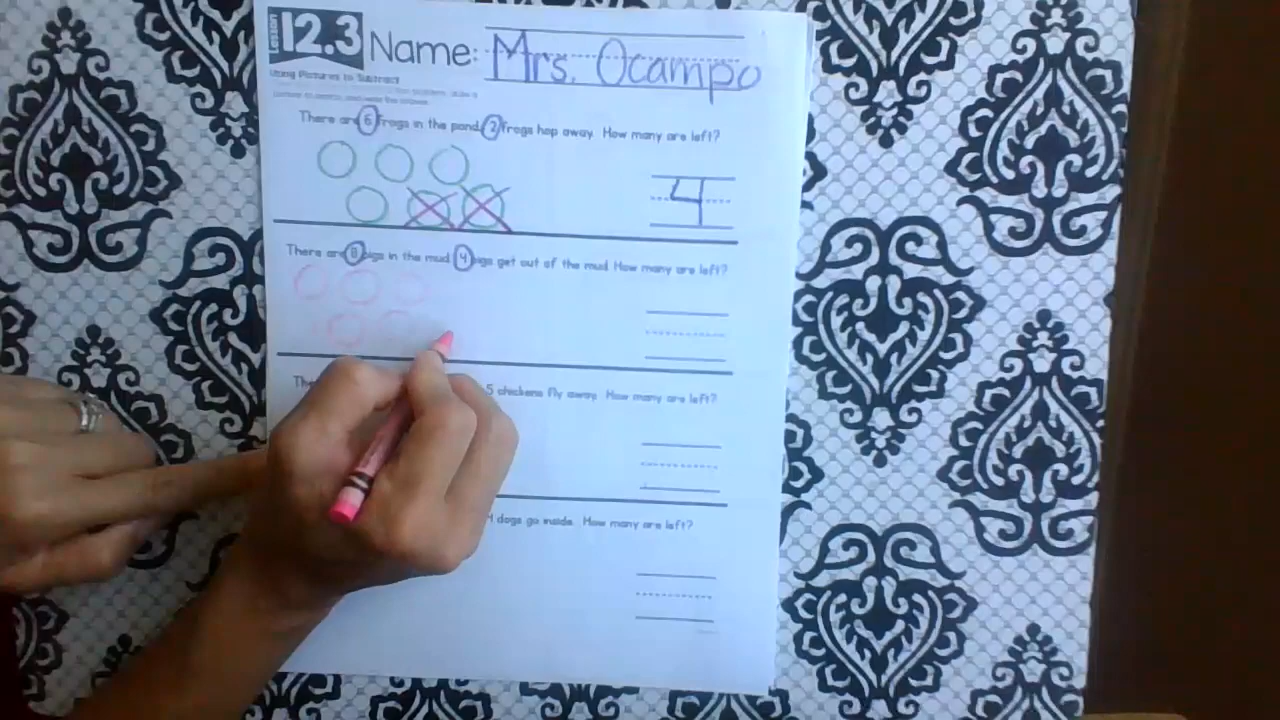 Lesson 12.3 Name: Mrs. Ocampo
Using Pictures to Subtract
There are 6 frogs in the pond. 2 frogs hop away. How many are left?
4
There are 8 pigs in the mud. 4 pigs get out of the mud. How many are left?
The
5 chickens fly away. How many are left?
dogs go inside. How many are left?